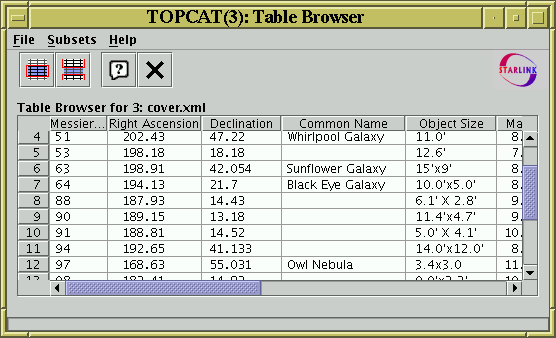 TOPCAT(3): Table Browser
File Subsets Help
STARLINK
Table Browser for 3: cover.xml
Messier... Right Ascension Declination Common Name Object Size Ma
4 51 202.43 47.22 Whirlpool Galaxy 11.0' 8.
5 53 198.18 18.18 12.6' 7.
6 63 198.91 42.054 Sunflower Galaxy 15'x9' 8.
7 64 194.13 21.7 Black Eye Galaxy 10.0'x5.0' 8.
8 88 187.93 14.43 6.1' X 2.8' 9.
9 90 189.15 13.18 11.4'x4.7' 9.
10 91 188.81 14.52 5.0' X 4.1' 10.
11 94 192.65 41.133 14.0'x12.0' 8.
12 97 168.63 55.031 Owl Nebula 3.4x3.0 11.